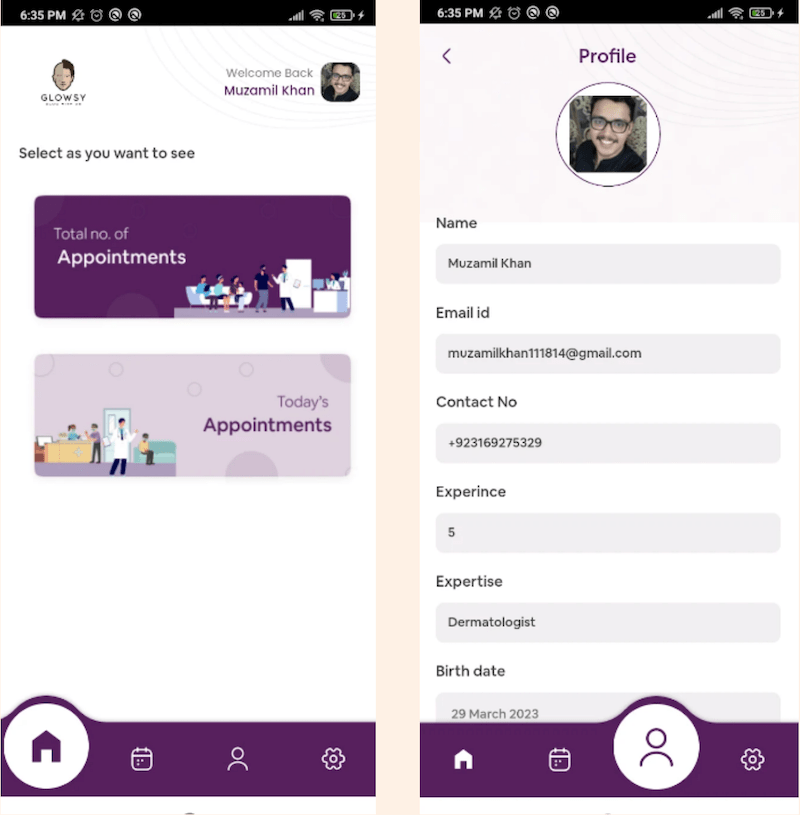 6:35 PM
25
Welcome Back
Muzamil Khan
GLOWSY
Select as you want to see
Total no. of
Appointments
Today's
Appointments
6:35 PM
25
Profile
Name
Muzamil Khan
Email id
muzamilkhan111814@gmail.com
Contact No
+923169275329
Experince
5
Expertise
Dermatologist
Birth date
29 March 2023